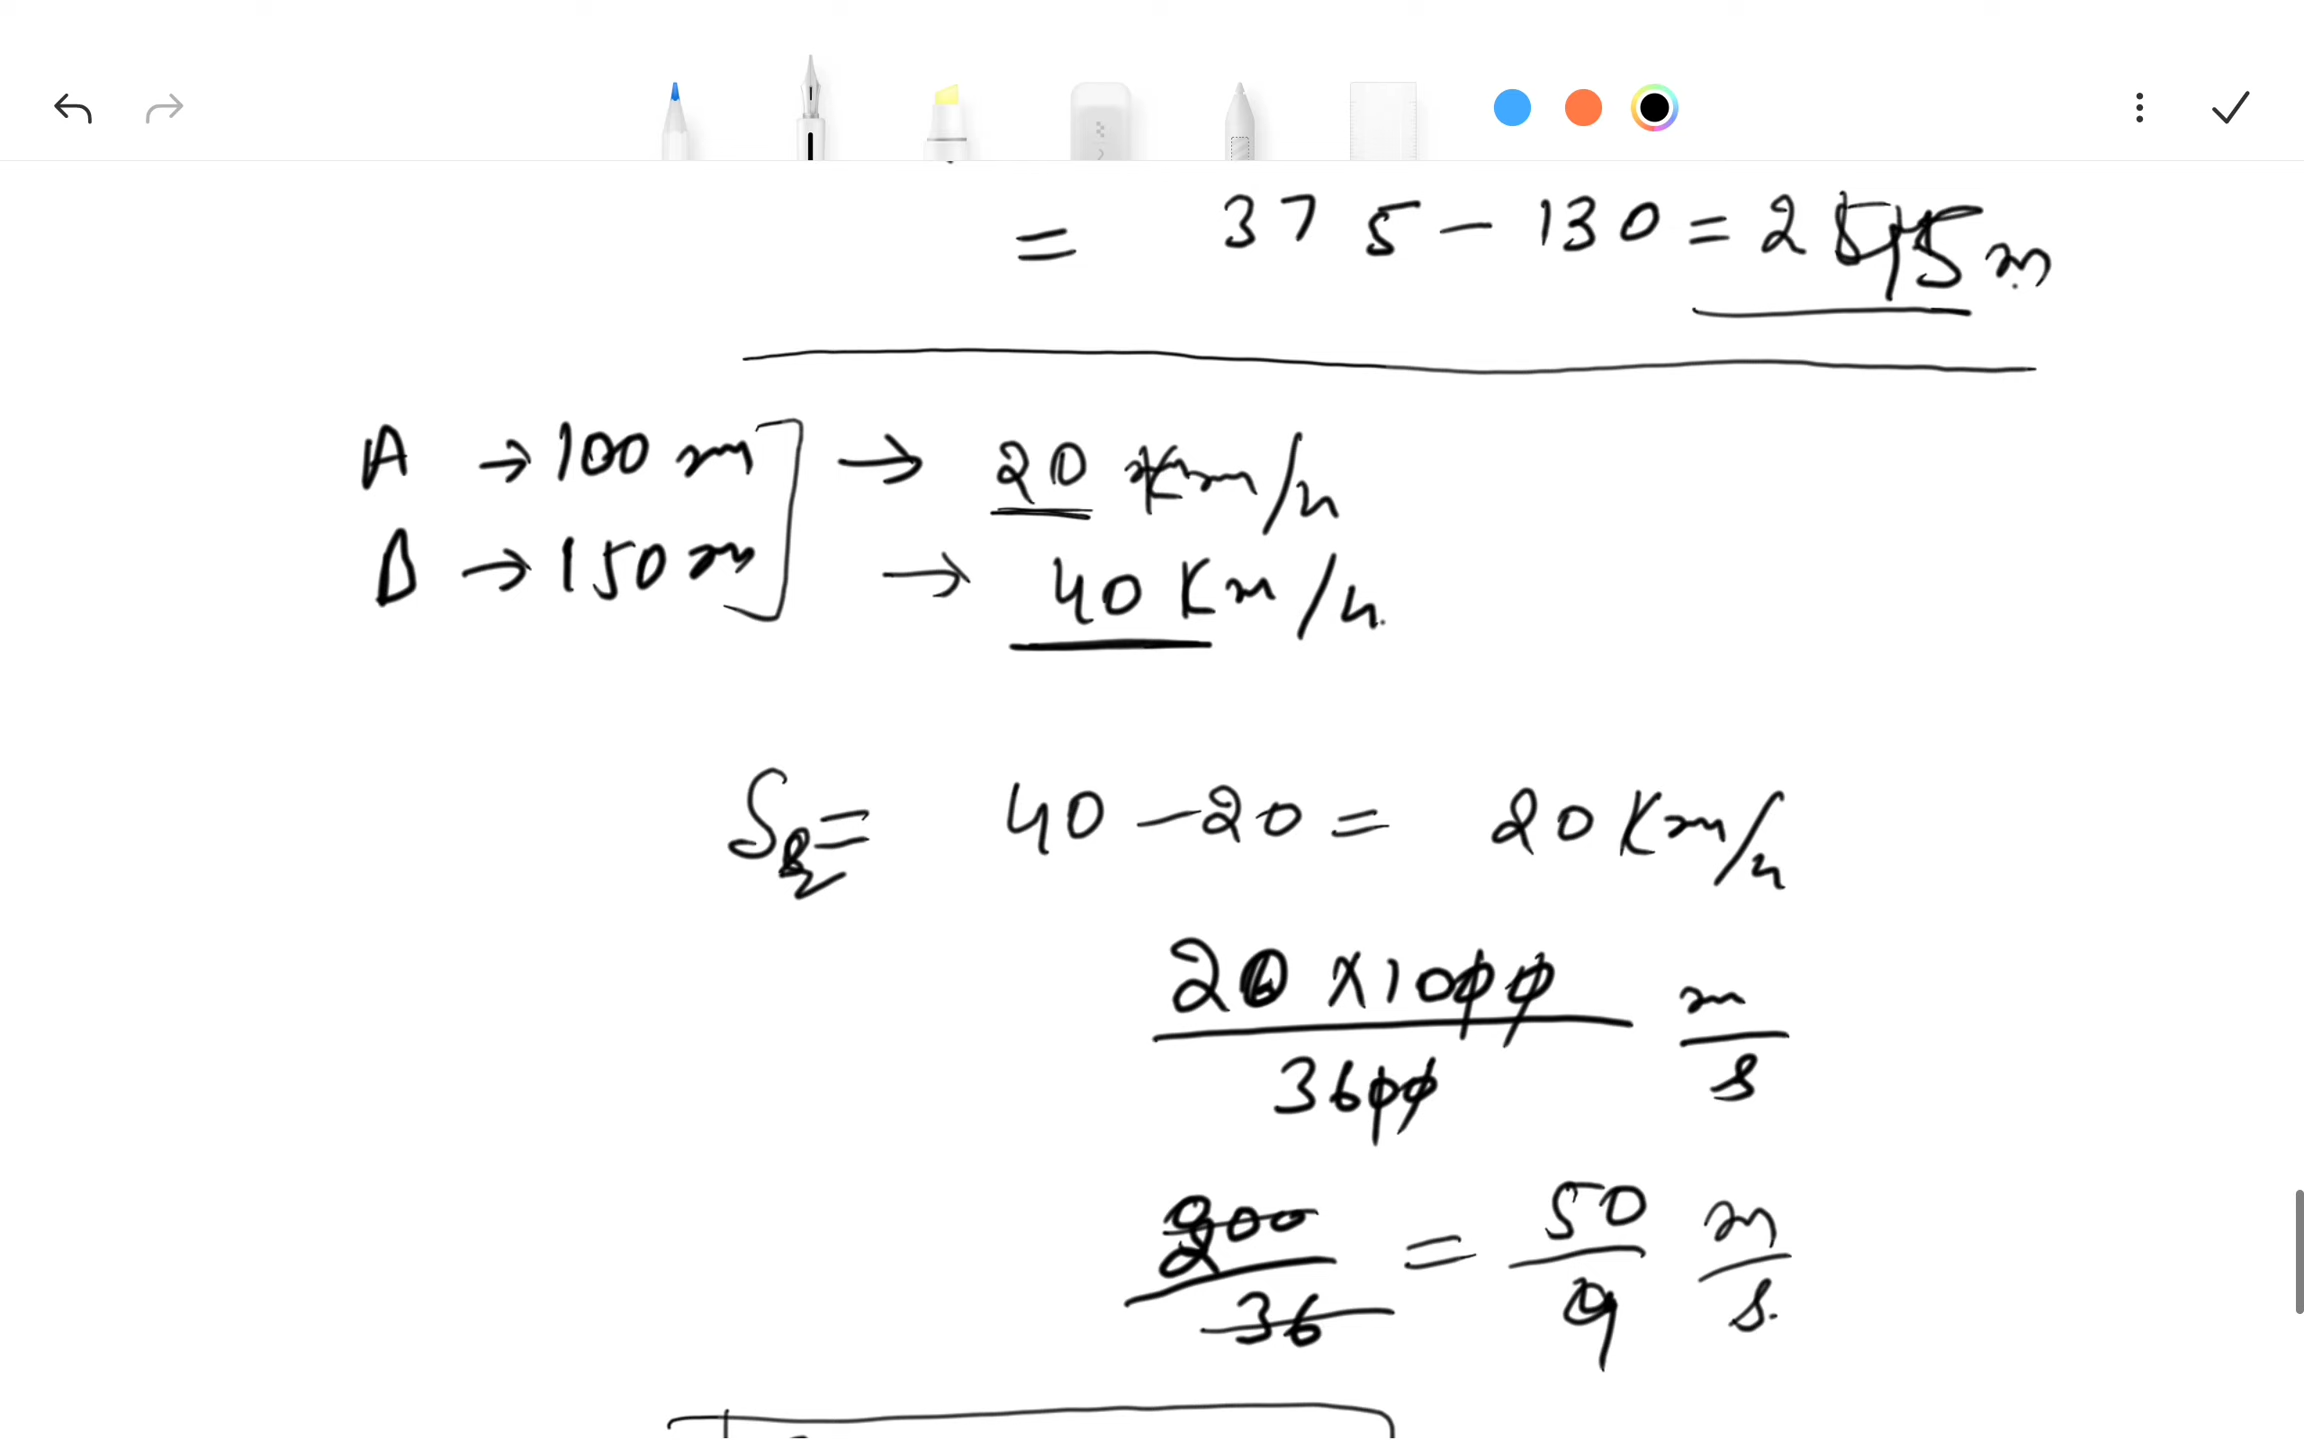 = 375 - 130 = 245 m
A → 100 m → 20 Km/h
B → 150 m → 40 Km/h.
S_R = 40 - 20 = 20 Km/h
20 × 1000 / 3600 m/s
200/36 = 50/9 m/s.